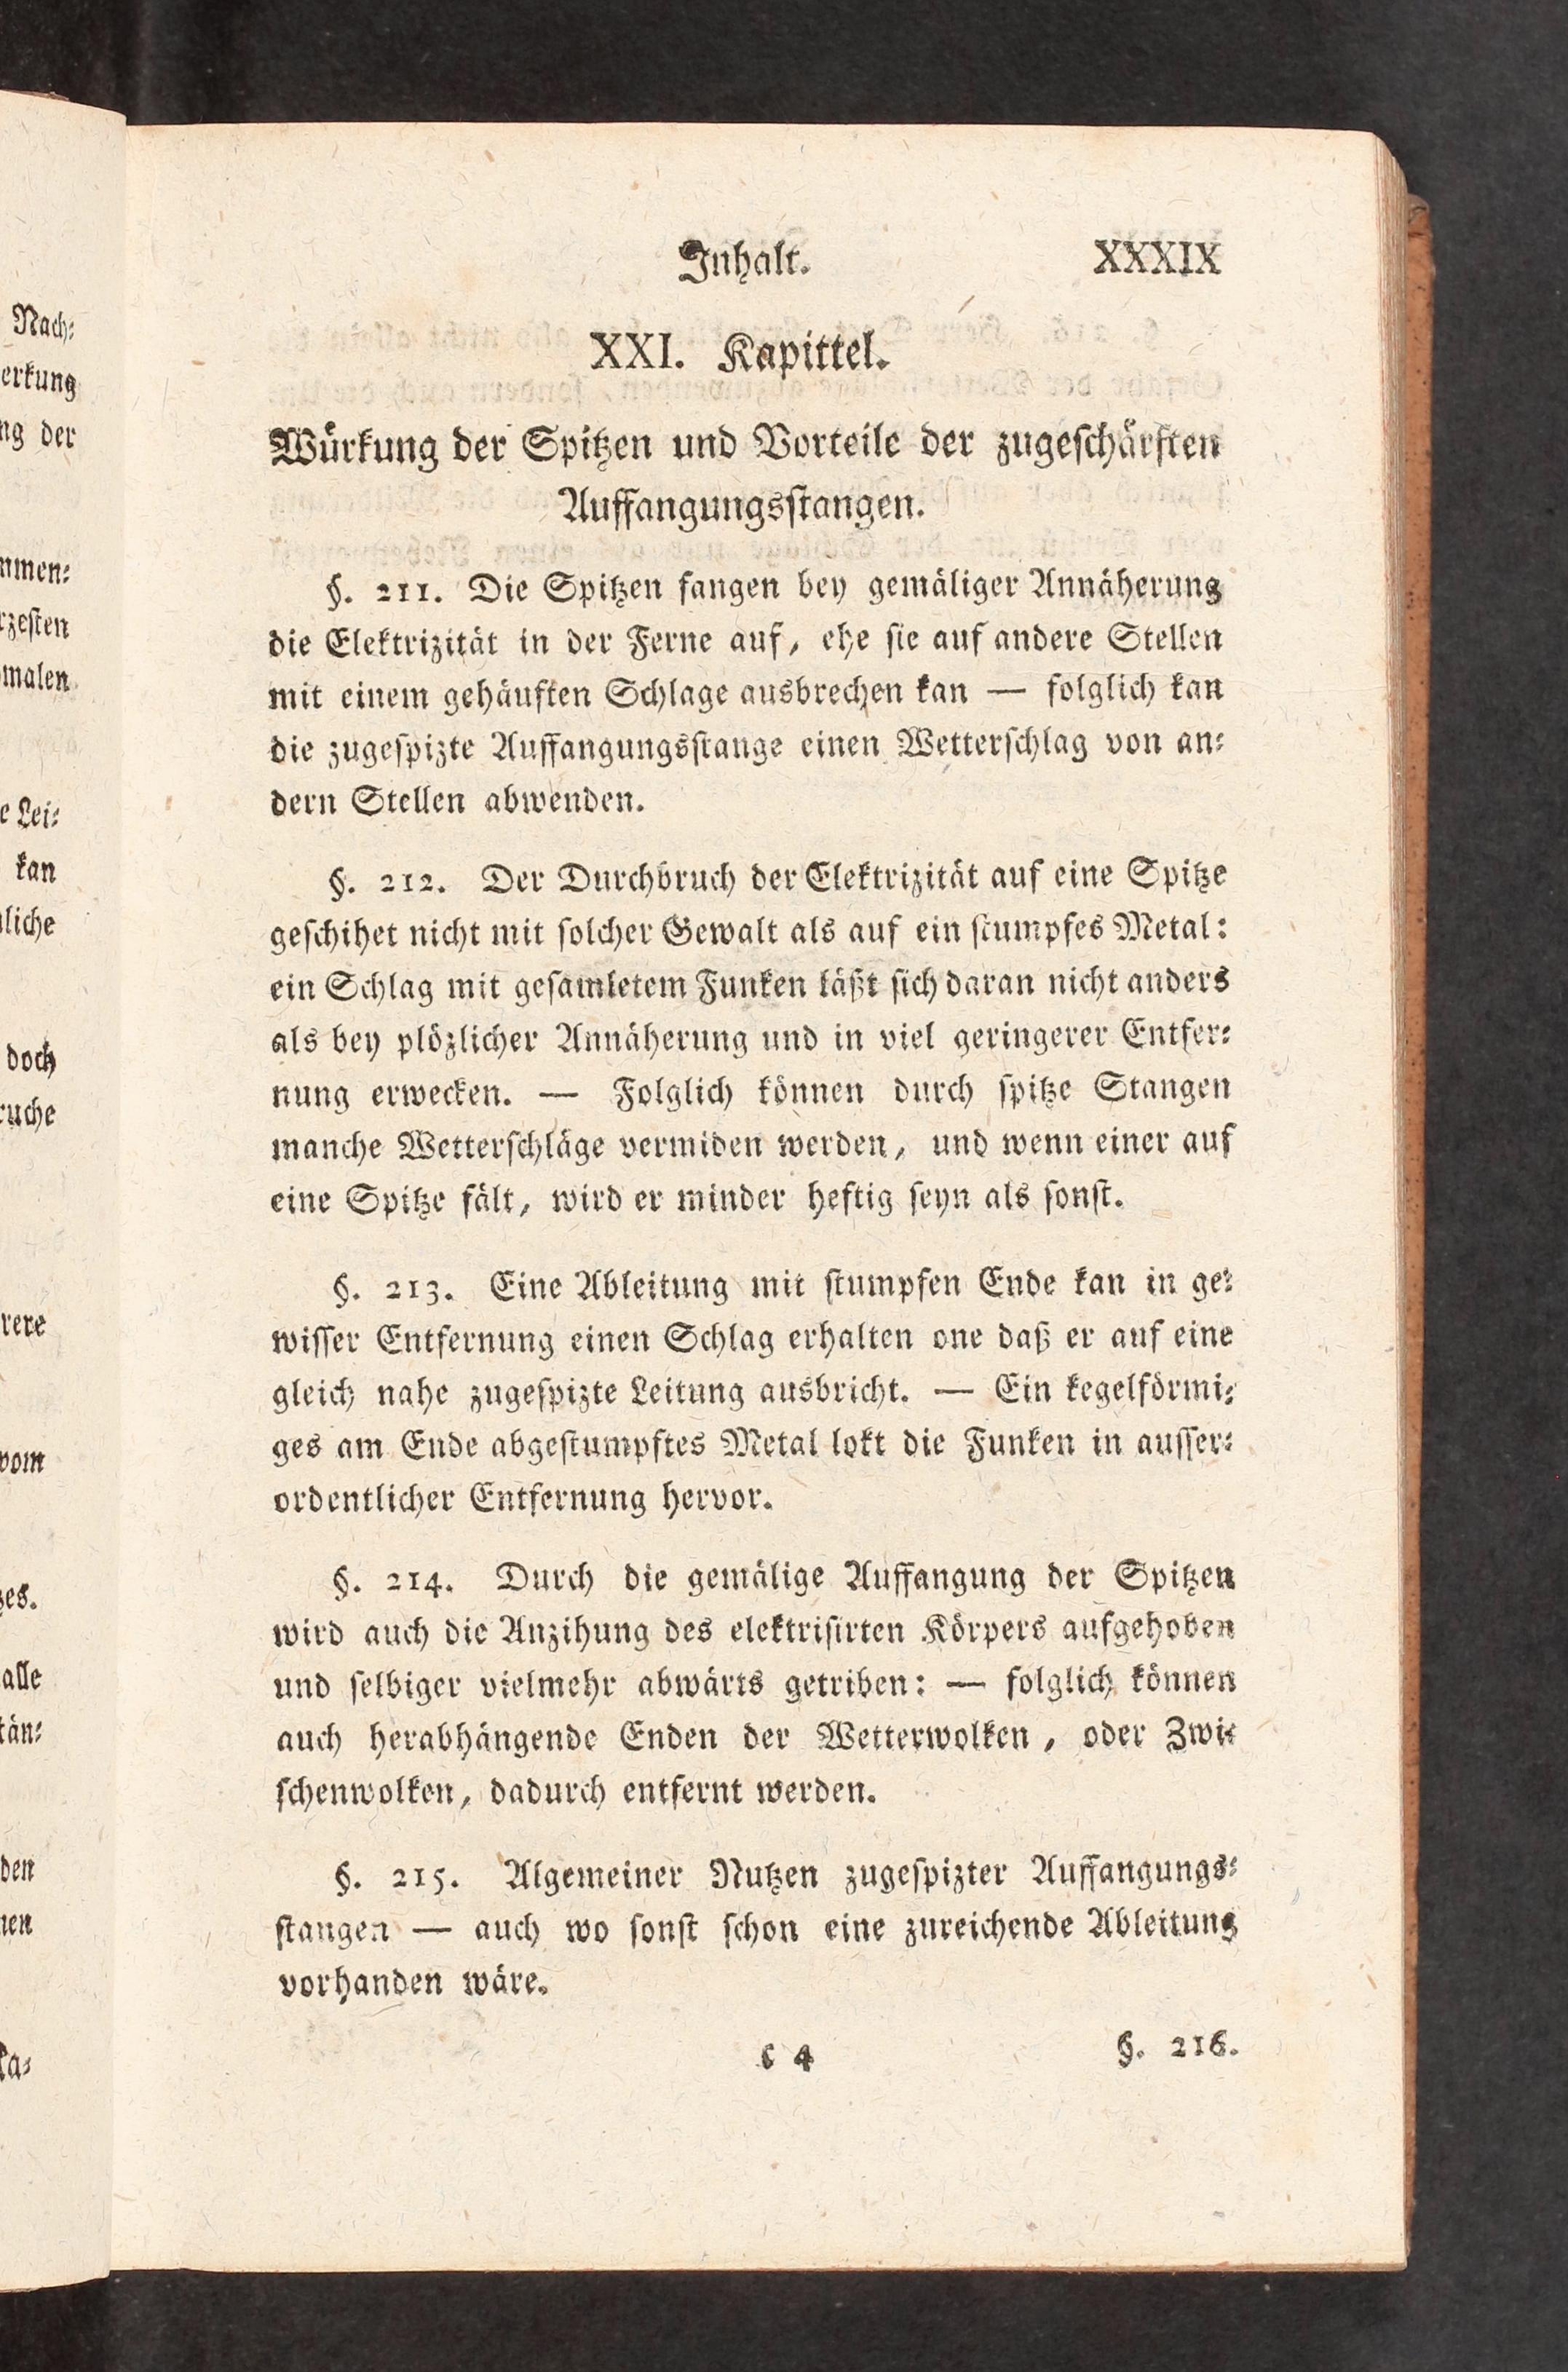 Inhalt. XXXIX
XXI. Kapittel.
Würkung der Spitzen und Vorteile der zugeschärften
Auffangungsstangen.
§. 211. Die Spitzen fangen bey gemäliger Annäherung
die Elektrizität in der Ferne auf, ehe sie auf andere Stellen
mit einem gehäuften Schlage ausbrechen kan — folglich kan
die zugespizte Auffangungsstange einen Wetterschlag von an-
dern Stellen abwenden.
§. 212. Der Durchbruch der Elektrizität auf eine Spitze
geschihet nicht mit solcher Gewalt als auf ein stumpfes Metal:
ein Schlag mit gesamletem Funken läßt sich daran nicht anders
als bey plözlicher Annäherung und in viel geringerer Entfer-
nung erwecken. — Folglich können durch spitze Stangen
manche Wetterschläge vermiden werden, und wenn einer auf
eine Spitze fält, wird er minder heftig seyn als sonst.
§. 213. Eine Ableitung mit stumpfen Ende kan in ge-
wisser Entfernung einen Schlag erhalten one daß er auf eine
gleich nahe zugespizte Leitung ausbricht. — Ein kegelförmi-
ges am Ende abgestumpftes Metal lokt die Funken in ausser-
ordentlicher Entfernung hervor.
§. 214. Durch die gemälige Auffangung der Spitzen
wird auch die Anzihung des elektrisirten Körpers aufgehoben
und selbiger vielmehr abwärts getriben: — folglich können
auch herabhängende Enden der Wetterwolken, oder Zwi-
schenwolken, dadurch entfernt werden.
§. 215. Algemeiner Nutzen zugespizter Auffangungs-
stangen — auch wo sonst schon eine zureichende Ableitung
vorhanden wäre.
c 4 §. 216.